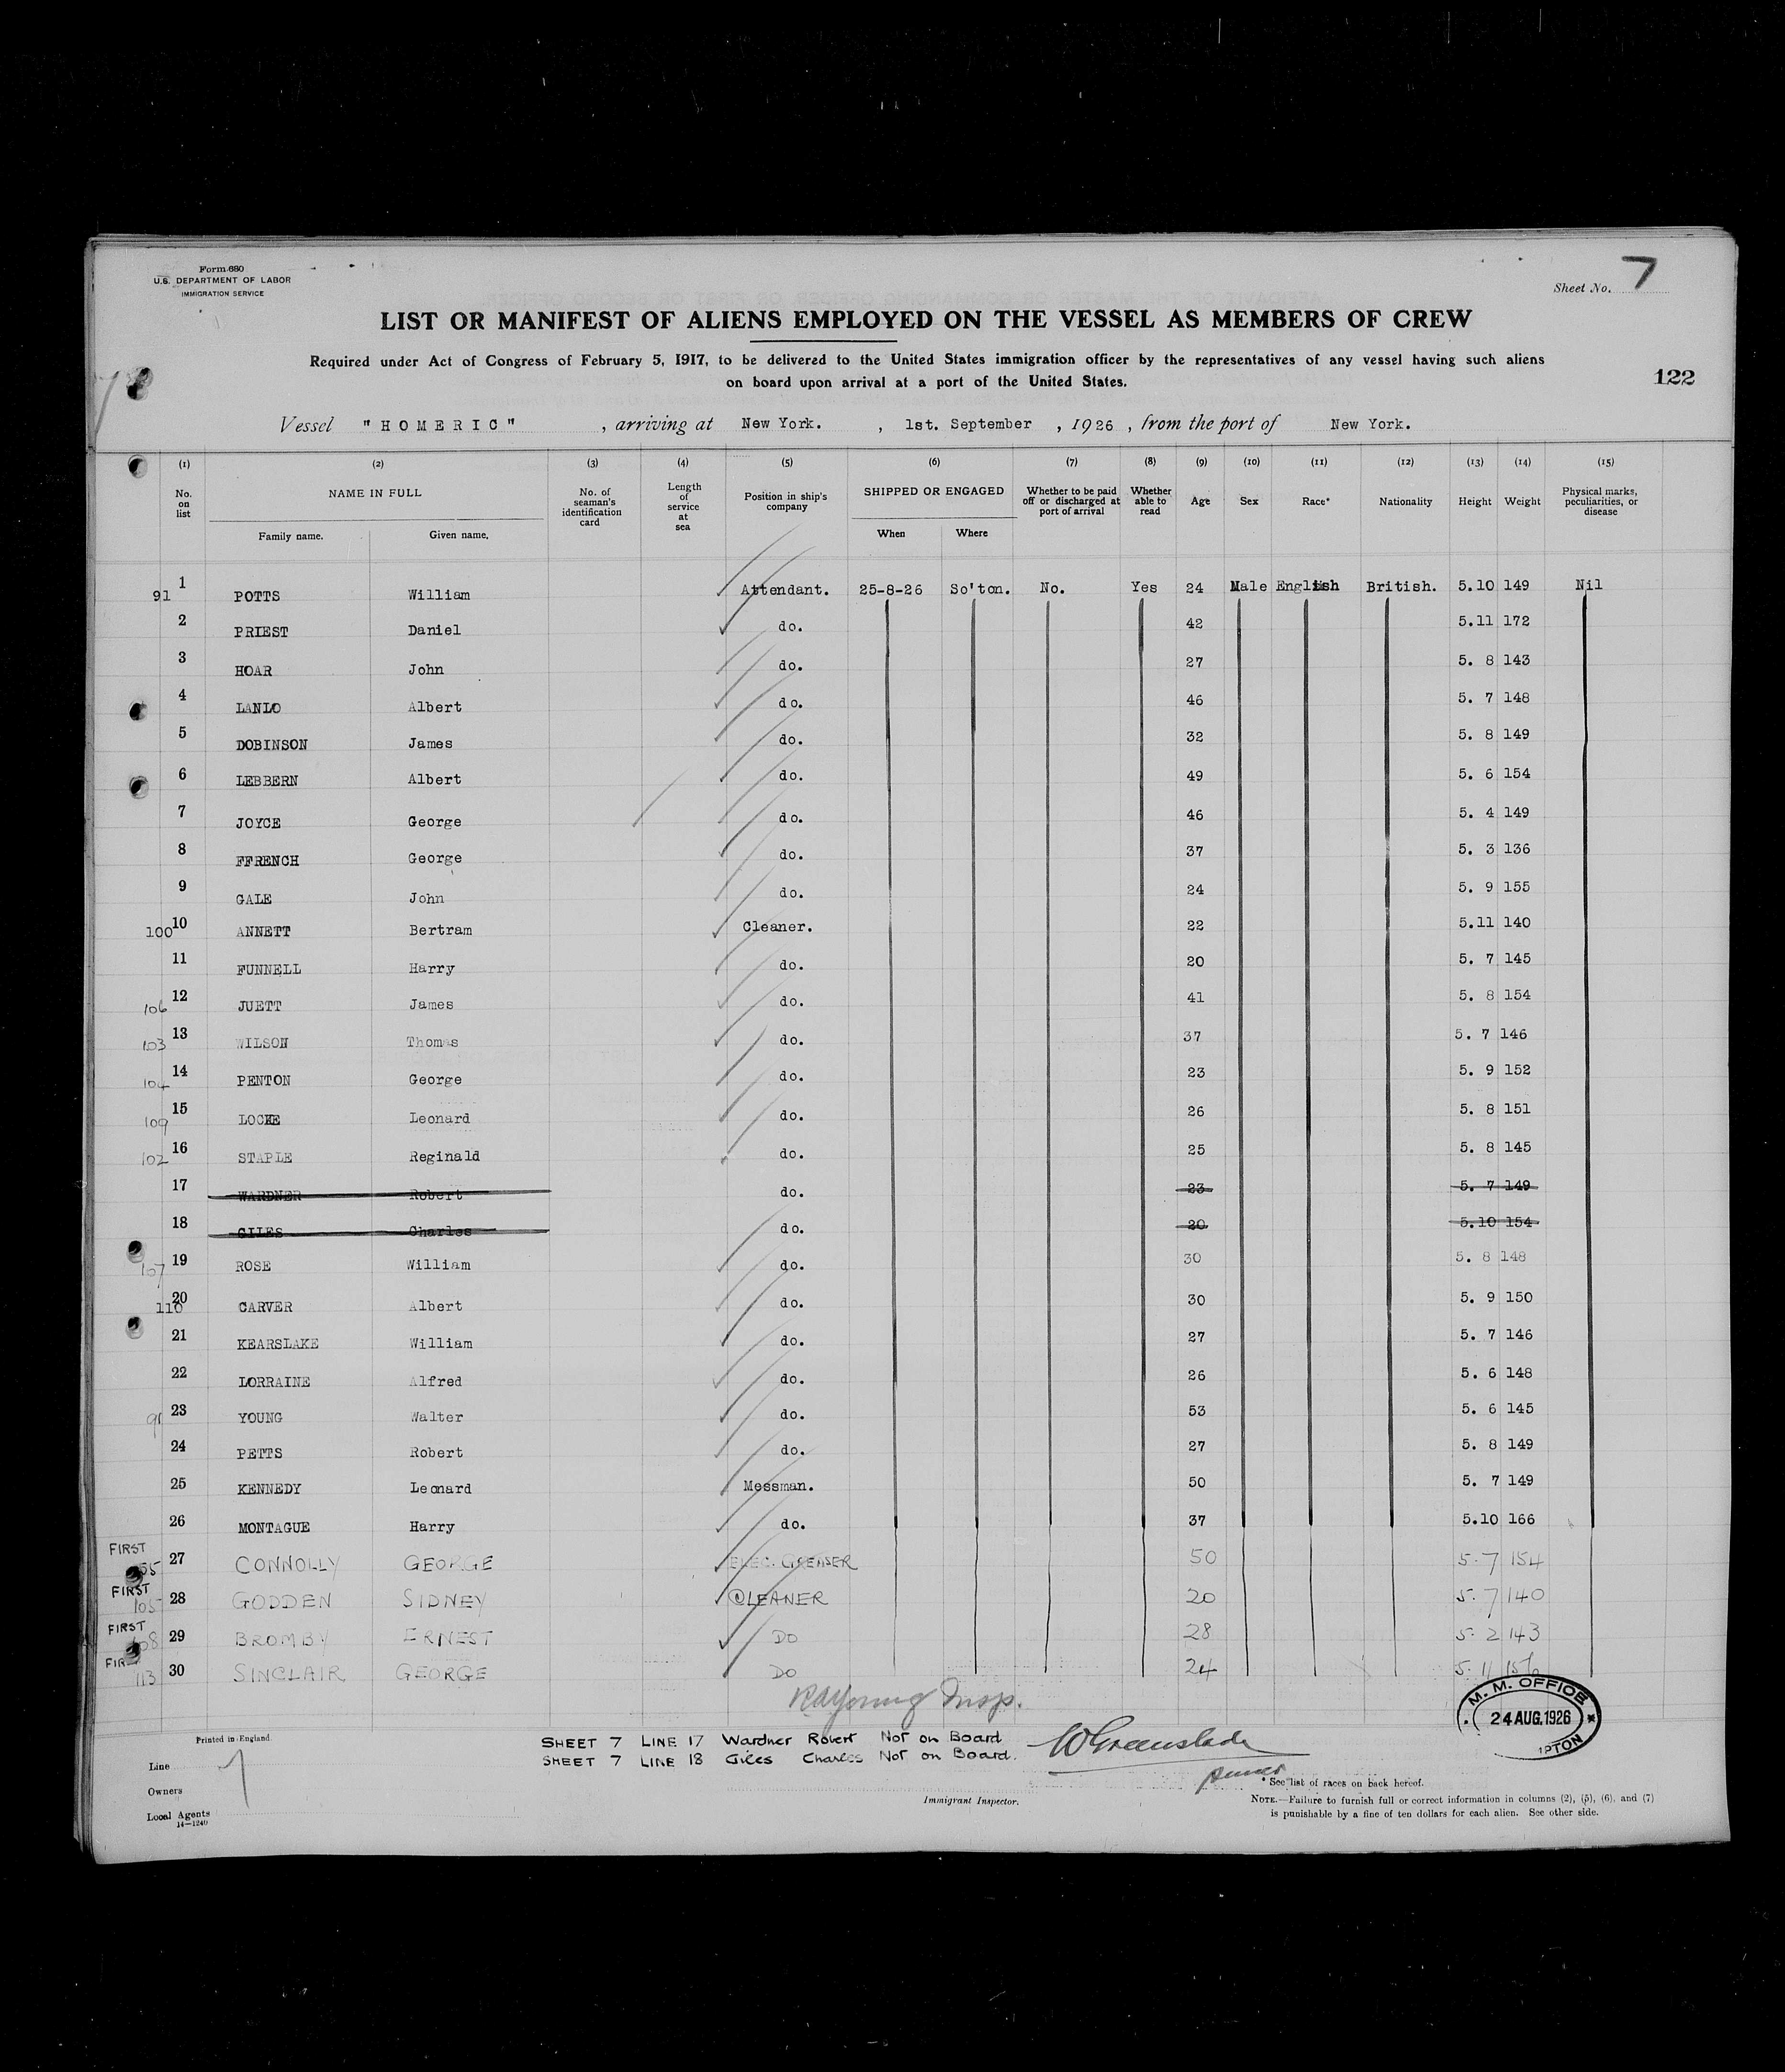 Form 680
U.S. DEPARTMENT OF LABOR
IMMIGRATION SERVICE
Sheet No. 7
LIST OR MANIFEST OF ALIENS EMPLOYED ON THE VESSEL AS MEMBERS OF CREW
Required under Act of Congress of February 5, 1917, to be delivered to the United States immigration officer by the representatives of any vessel having such aliens
on board upon arrival at a port of the United States.
122
Vessel "HOMERIC", arriving at New York., 1st. September, 1926, from the port of New York.
(1) (2) (3) (4) (5) (6) (7) (8) (9) (10) (11) (12) (13) (14) (15)
No. on list NAME IN FULL Family name. Given name. No. of seaman's identification card Length of service at sea Position in ship's company SHIPPED OR ENGAGED When Where Whether to be paid off or discharged at port of arrival Whether able to read Age Sex Race* Nationality Height Weight Physical marks, peculiarities, or disease
91 1 POTTS William Attendant. 25-8-26 So'ton. No. Yes 24 Male English British. 5.10 149 Nil
2 PRIEST Daniel do. 42 5.11 172
3 HOAR John do. 27 5. 8 143
4 LANLO Albert do. 46 5. 7 148
5 DOBINSON James do. 32 5. 8 149
6 LEBBERN Albert do. 49 5. 6 154
7 JOYCE George do. 46 5. 4 149
8 FFRENCH George do. 37 5. 3 136
9 GALE John do. 24 5. 9 155
100 10 ANNETT Bertram Cleaner. 22 5.11 140
11 FUNNELL Harry do. 20 5. 7 145
106 12 JUETT James do. 41 5. 8 154
103 13 WILSON Thomas do. 37 5. 7 146
104 14 PENTON George do. 23 5. 9 152
109 15 LOCKE Leonard do. 26 5. 8 151
102 16 STAPLE Reginald do. 25 5. 8 145
17 WARDNER Robert do. 23 5. 7 149
18 GILES Charles do. 20 5.10 154
107 19 ROSE William do. 30 5. 8 148
110 20 CARVER Albert do. 30 5. 9 150
21 KEARSLAKE William do. 27 5. 7 146
22 LORRAINE Alfred do. 26 5. 6 148
91 23 YOUNG Walter do. 53 5. 6 145
24 PETTS Robert do. 27 5. 8 149
25 KENNEDY Leonard Messman. 50 5. 7 149
26 MONTAGUE Harry do. 37 5.10 166
FIRST 27 CONNOLLY GEORGE ELEC. GREASER 50 5.7 154
FIRST 105 28 GODDEN SIDNEY CLEANER 20 5.7 140
FIRST 29 BROMBY ERNEST DO 28 5.2 143
FIRST 113 30 SINCLAIR GEORGE DO 24 5.11 156
RAYoung Insp.
M. M. OFFICE
24 AUG. 1926
Printed in England
SHEET 7 LINE 17 Wardner Robert Not on Board
SHEET 7 LINE 18 Giles Charles Not on Board.
W Greenslade
Purser
Line
Owners
Local Agents
14—1240
Immigrant Inspector.
* See list of races on back hereof.
NOTE.—Failure to furnish full or correct information in columns (2), (5), (6), and (7)
is punishable by a fine of ten dollars for each alien. See other side.